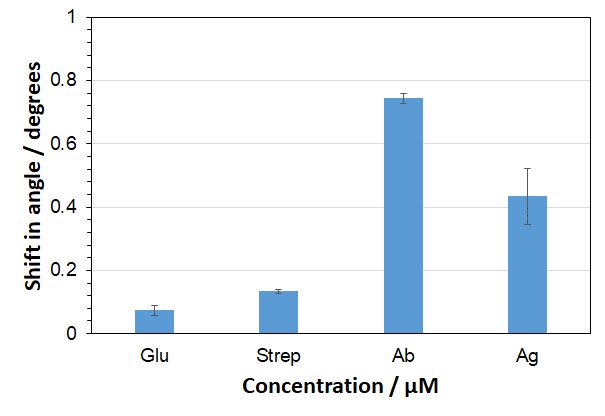 1
0.8
0.6
0.4
0.2
0
Shift in angle / degrees
Glu Strep Ab Ag
Concentration / µM